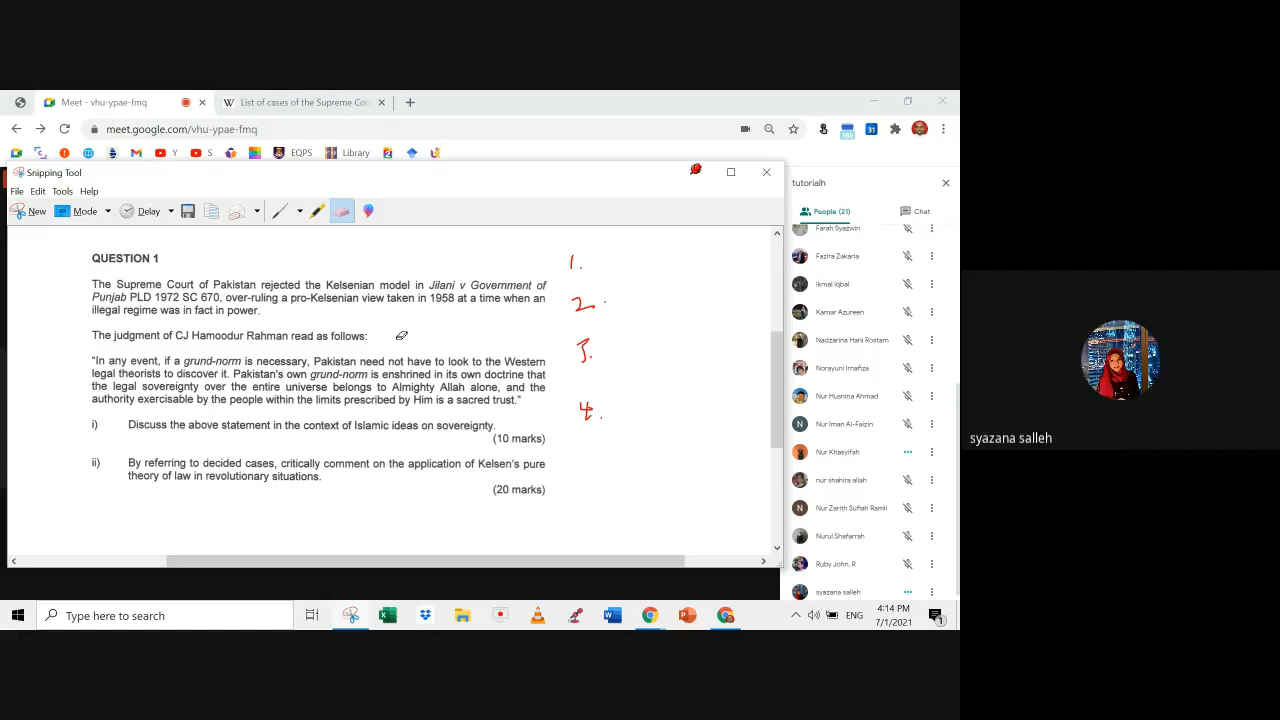 Meet - vhu-ypae-fmq
List of cases of the Supreme Cou
meet.google.com/vhu-ypae-fmq
18h
31
Y
S
EQPS
Library
Snipping Tool
File Edit Tools Help
New Mode Delay
QUESTION 1
The Supreme Court of Pakistan rejected the Kelsenian model in Jilani v Government of
Punjab PLD 1972 SC 670, over-ruling a pro-Kelsenian view taken in 1958 at a time when an
illegal regime was in fact in power.
The judgment of CJ Hamoodur Rahman read as follows:
“In any event, if a grund-norm is necessary, Pakistan need not have to look to the Western
legal theorists to discover it. Pakistan's own grund-norm is enshrined in its own doctrine that
the legal sovereignty over the entire universe belongs to Almighty Allah alone, and the
authority exercisable by the people within the limits prescribed by Him is a sacred trust.”
i) Discuss the above statement in the context of Islamic ideas on sovereignty.
(10 marks)
ii) By referring to decided cases, critically comment on the application of Kelsen's pure
theory of law in revolutionary situations.
(20 marks)
1.
2.
3.
4.
tutorialh
People (21)
Chat
Farah Syazwin
Fazira Zakaria
Ikmal Iqbal
Kamar Azureen
Nadzarina Hani Rostam
Norayuni Irnafiza
Nur Husnina Ahmad
N Nur Iman Al-Faizin
Nur Khasyifah
nur shahira aliah
N Nur Zarith Sufiah Ramli
Nurul Shafarrah
Ruby John. R
syazana salleh
syazana salleh
Type here to search
ENG
4:14 PM
7/1/2021